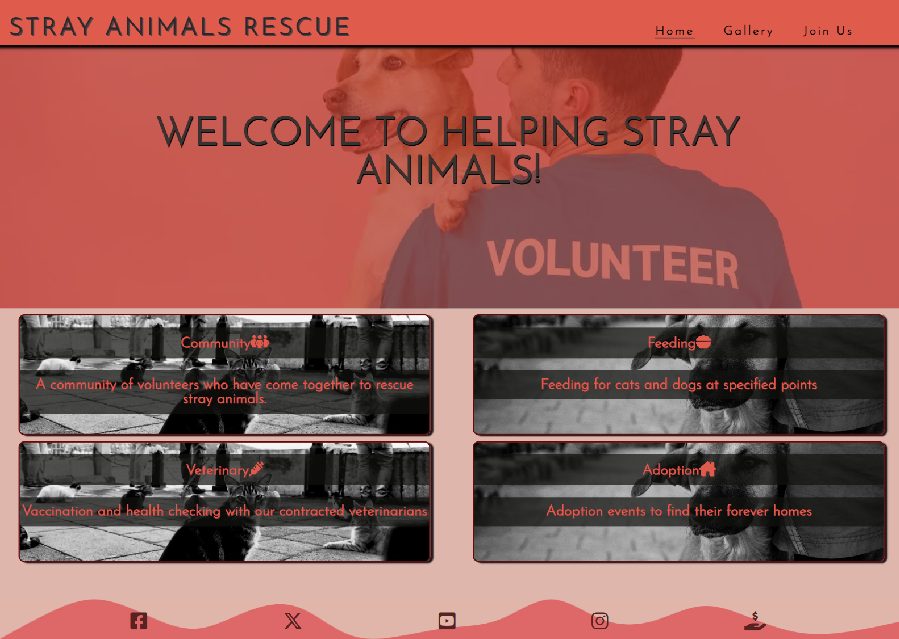 STRAY ANIMALS RESCUE
Home Gallery Join Us
WELCOME TO HELPING STRAY
ANIMALS!
VOLUNTEER
Community
A community of volunteers who have come together to rescue
stray animals.
Feeding
Feeding for cats and dogs at specified points
Veterinary
Vaccination and health checking with our contracted veterinarians
Adoption
Adoption events to find their forever homes